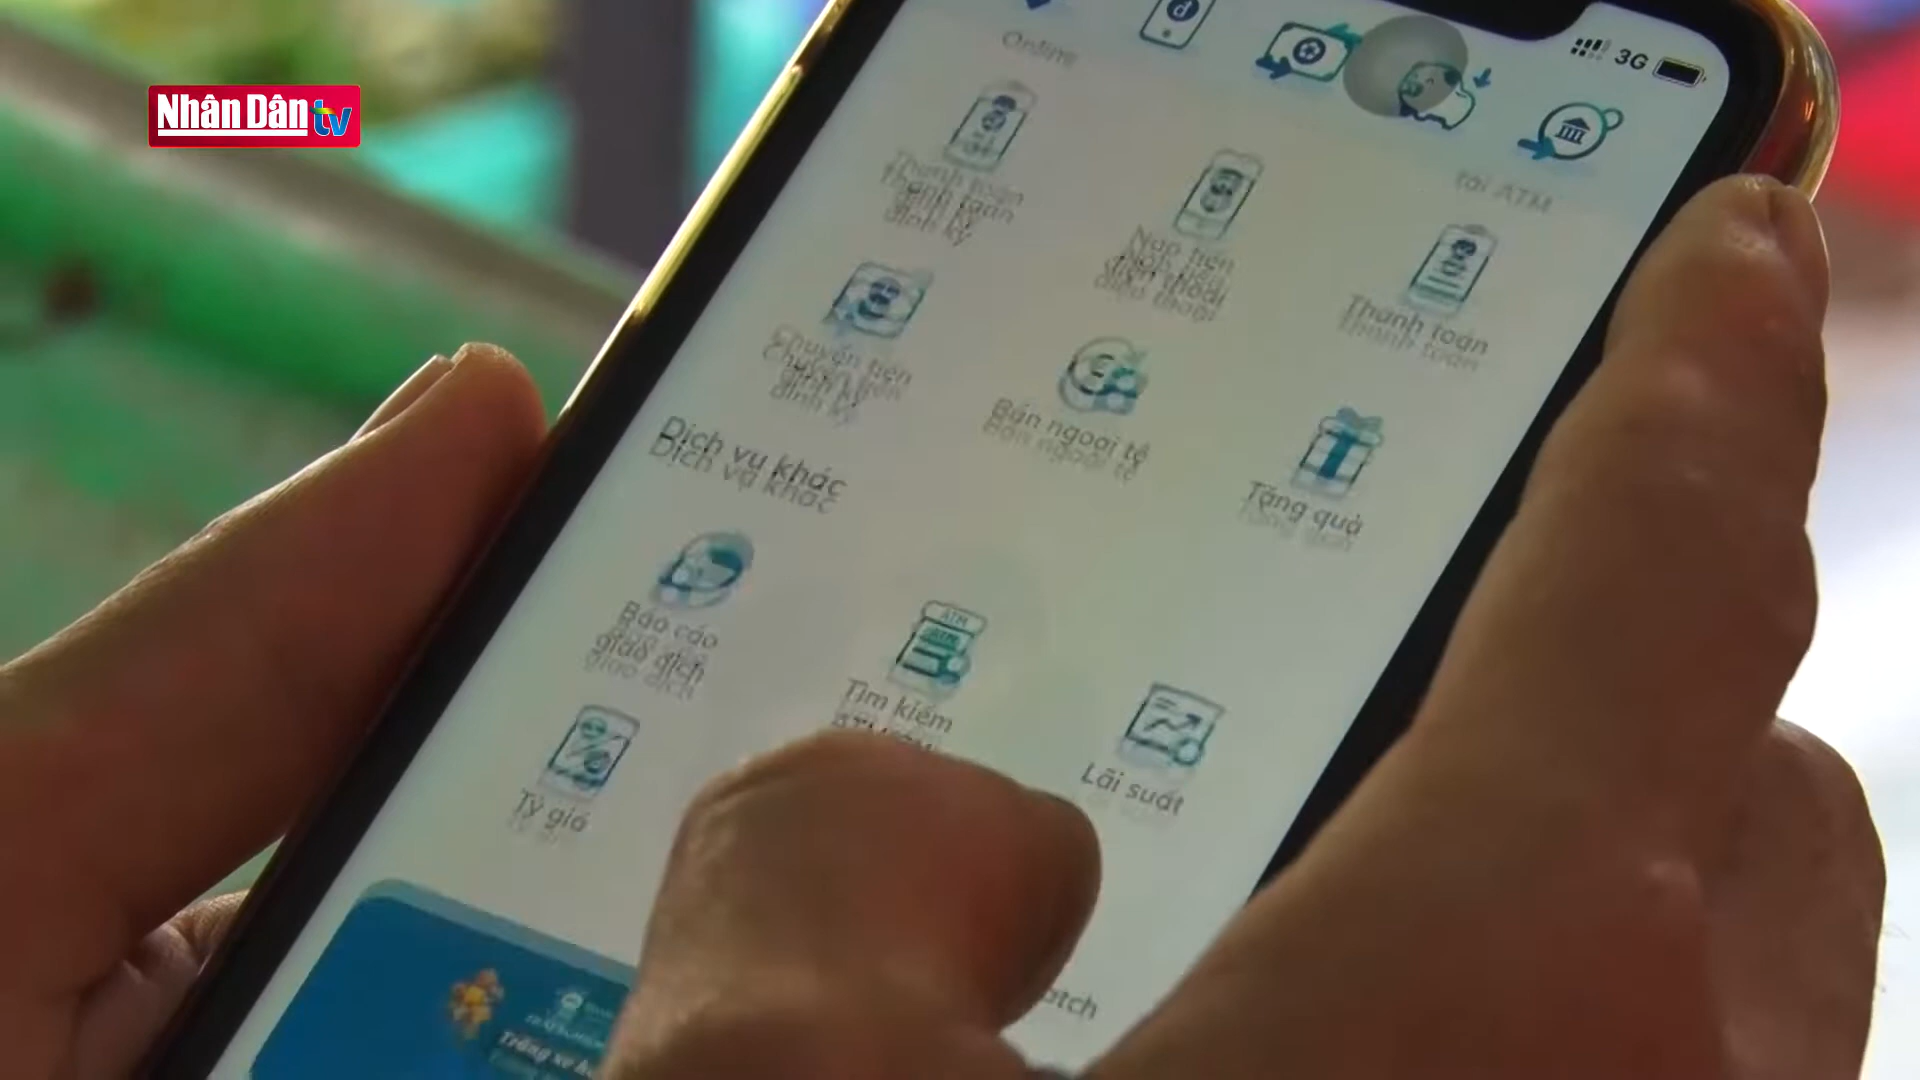 Nhân Dân tv
3G
Online
tại ATM
Thanh toán
định kỳ
Nạp tiền
điện thoại
Thanh toán
Chuyển tiền
định kỳ
Bán ngoại tệ
Tặng quà
Dịch vụ khác
Báo cáo
giao dịch
ATM
Tìm kiếm
Lãi suất
Tỷ giá